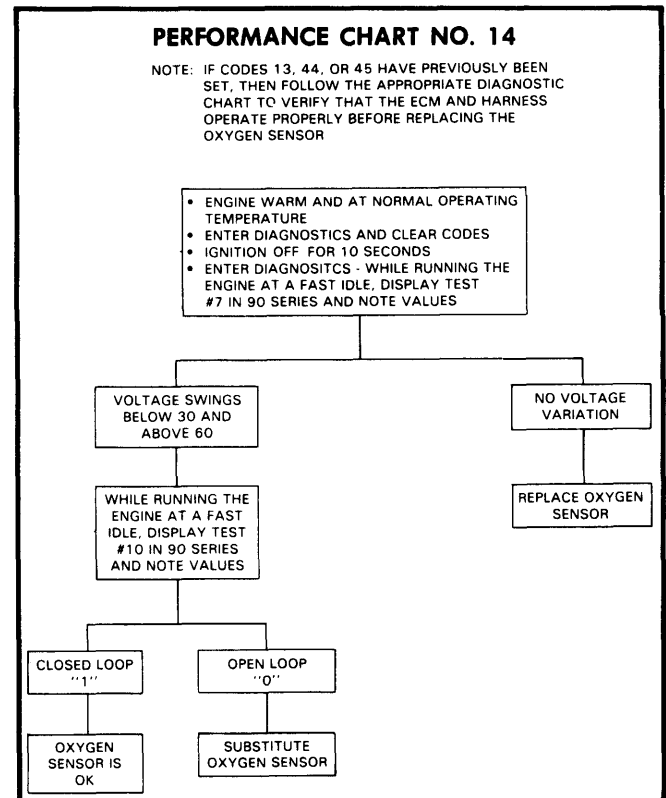 PERFORMANCE CHART NO. 14
NOTE: IF CODES 13, 44, OR 45 HAVE PREVIOUSLY BEEN
SET, THEN FOLLOW THE APPROPRIATE DIAGNOSTIC
CHART TO VERIFY THAT THE ECM AND HARNESS
OPERATE PROPERLY BEFORE REPLACING THE
OXYGEN SENSOR
• ENGINE WARM AND AT NORMAL OPERATING
TEMPERATURE
• ENTER DIAGNOSTICS AND CLEAR CODES
• IGNITION OFF FOR 10 SECONDS
• ENTER DIAGNOSITCS - WHILE RUNNING THE
ENGINE AT A FAST IDLE, DISPLAY TEST
#7 IN 90 SERIES AND NOTE VALUES
VOLTAGE SWINGS
BELOW 30 AND
ABOVE 60
NO VOLTAGE
VARIATION
WHILE RUNNING THE
ENGINE AT A FAST
IDLE, DISPLAY TEST
#10 IN 90 SERIES
AND NOTE VALUES
REPLACE OXYGEN
SENSOR
CLOSED LOOP
"1"
OPEN LOOP
"0"
OXYGEN
SENSOR IS
OK
SUBSTITUTE
OXYGEN SENSOR